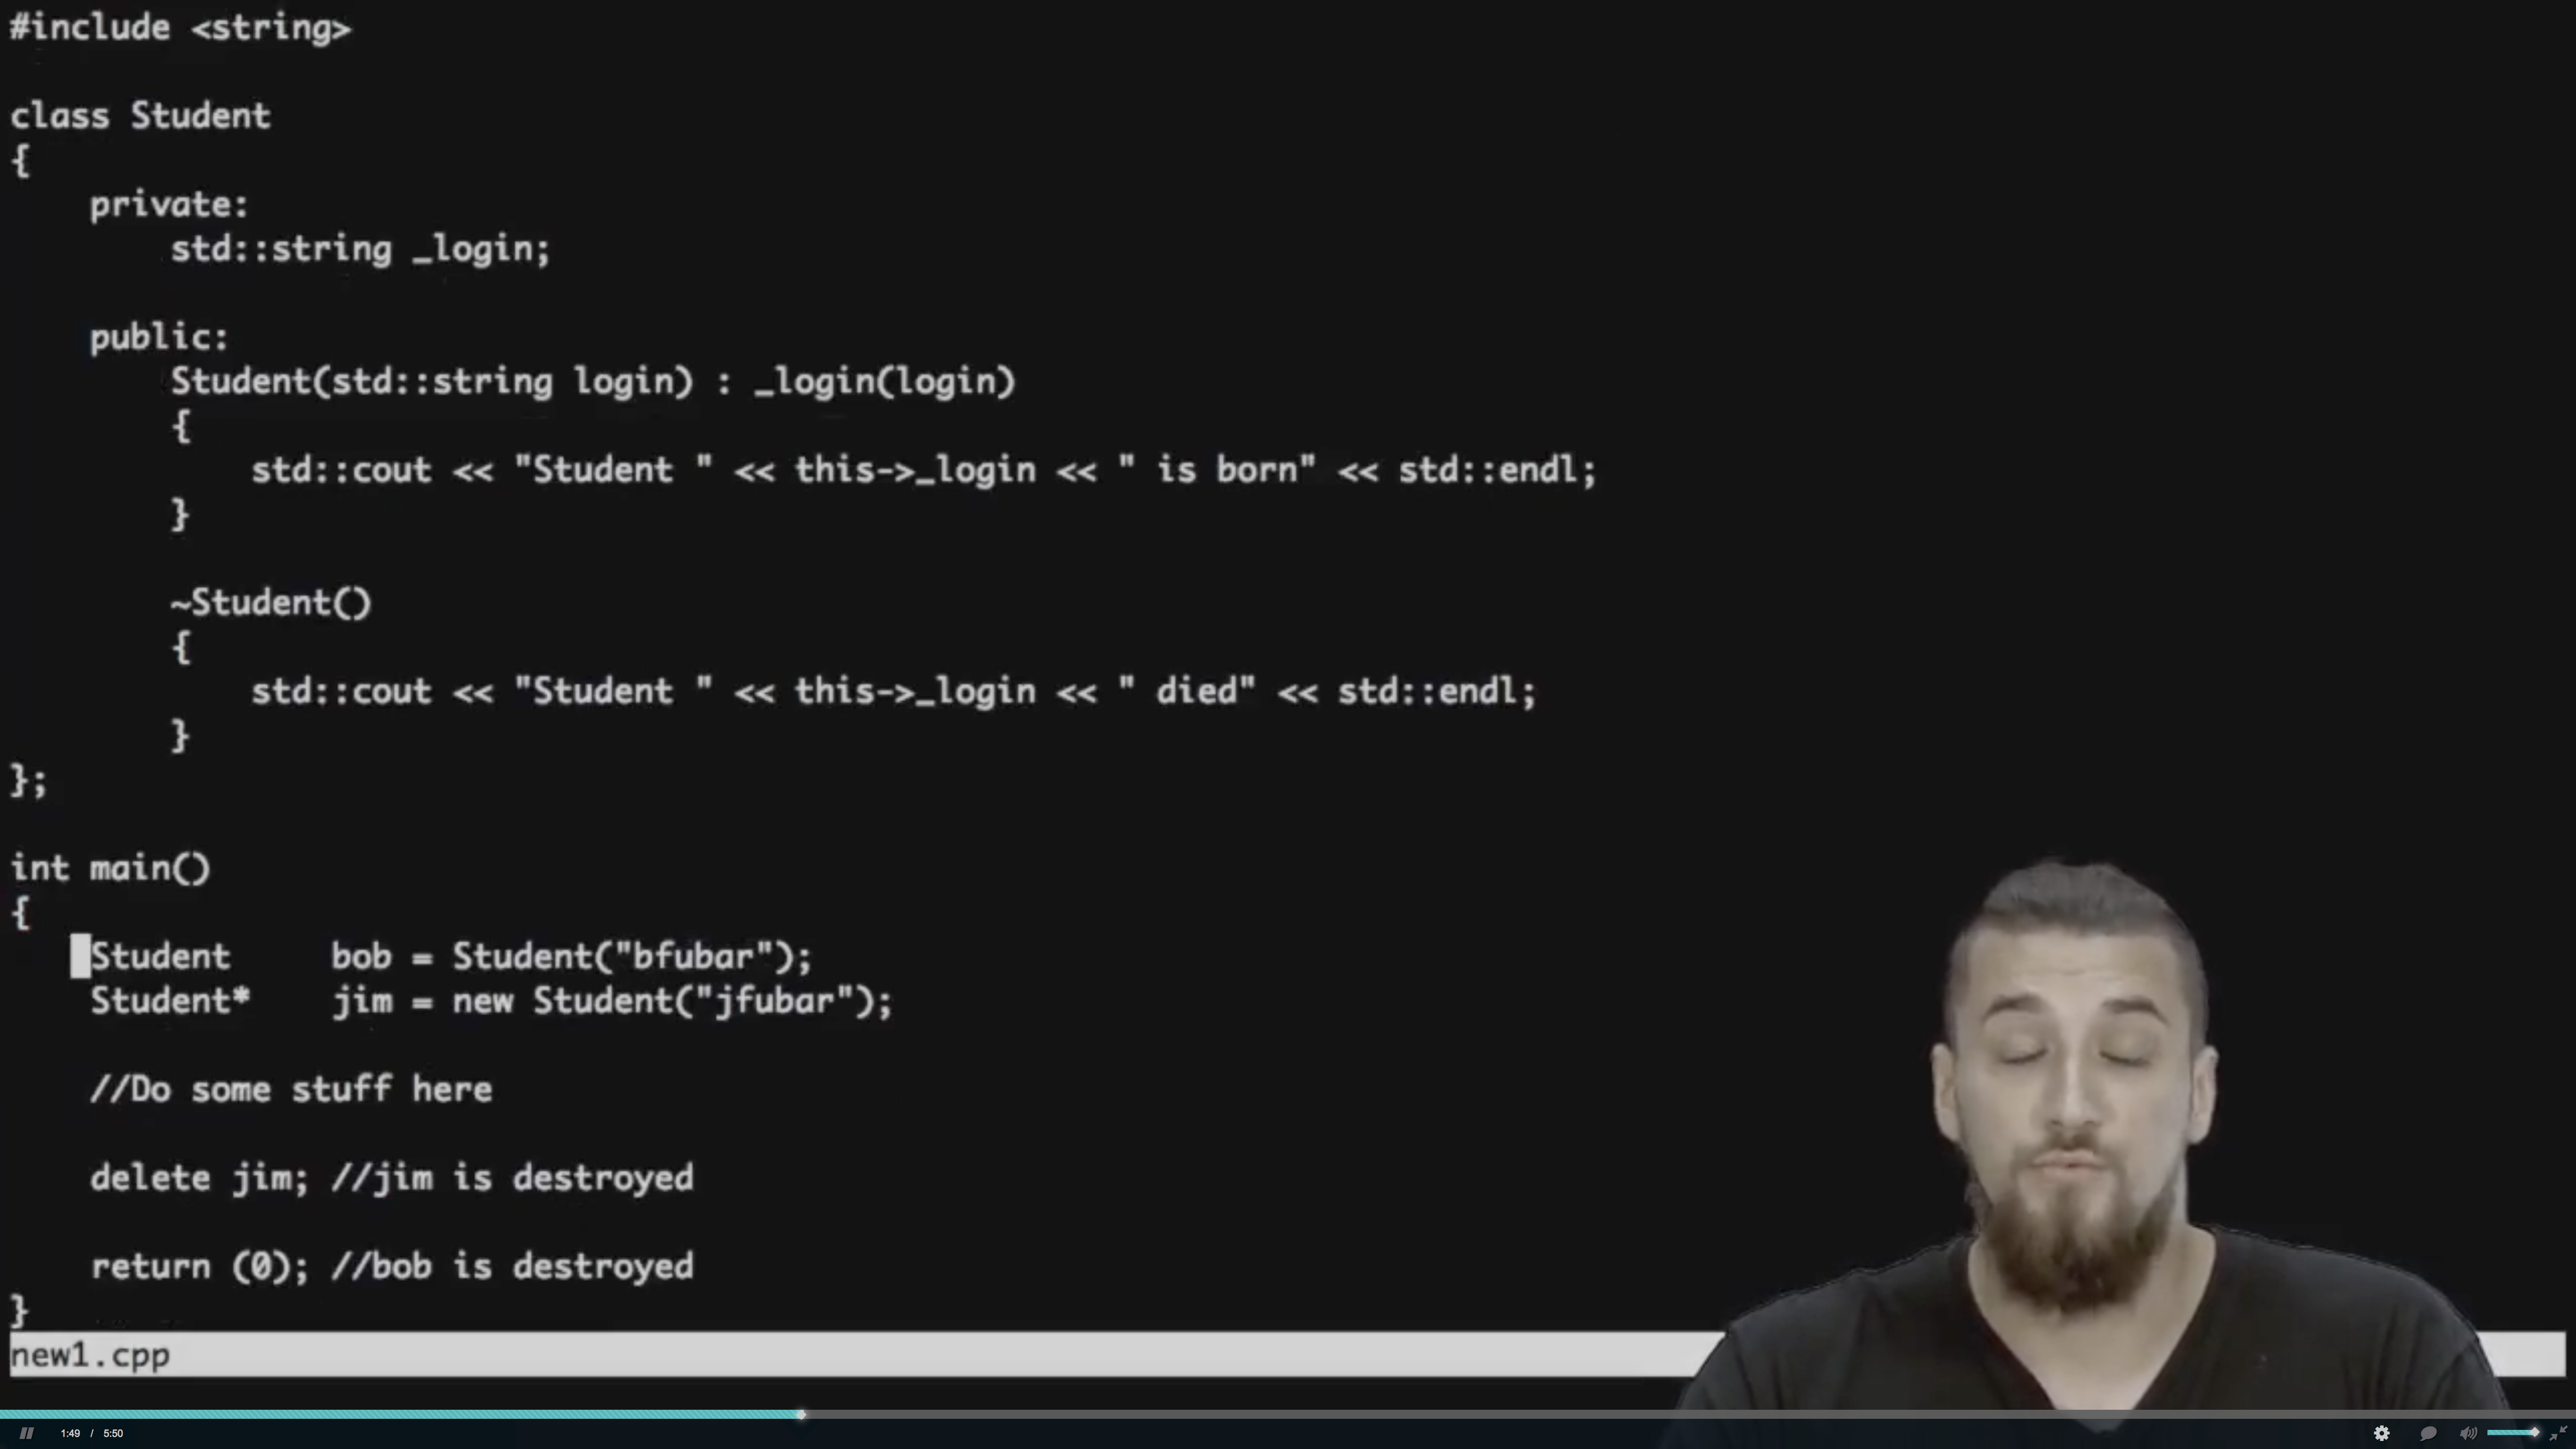 #include <string>
class Student
{
private:
std::string _login;
public:
Student(std::string login) : _login(login)
{
std::cout << "Student " << this->_login << " is born" << std::endl;
}
~Student()
{
std::cout << "Student " << this->_login << " died" << std::endl;
}
};
int main()
{
Student bob = Student("bfubar");
Student* jim = new Student("jfubar");
//Do some stuff here
delete jim; //jim is destroyed
return (0); //bob is destroyed
}
new1.cpp
1:49 / 5:50